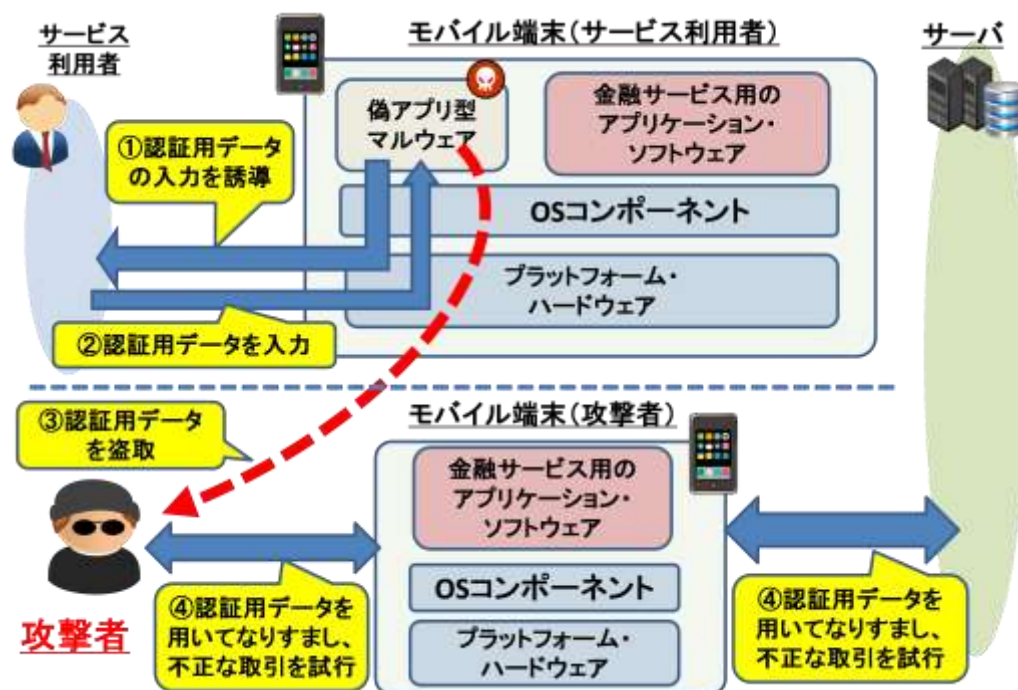 サービス
利用者
モバイル端末(サービス利用者)
サーバ
偽アプリ型
マルウェア
金融サービス用の
アプリケーション・
ソフトウェア
①認証用データ
の入力を誘導
OSコンポーネント
プラットフォーム・
ハードウェア
②認証用データを入力
③認証用データ
を盗取
モバイル端末(攻撃者)
金融サービス用の
アプリケーション・
ソフトウェア
OSコンポーネント
プラットフォーム・
ハードウェア
攻撃者
④認証用データを
用いてなりすまし、
不正な取引を試行
④認証用データを
用いてなりすまし、
不正な取引を試行